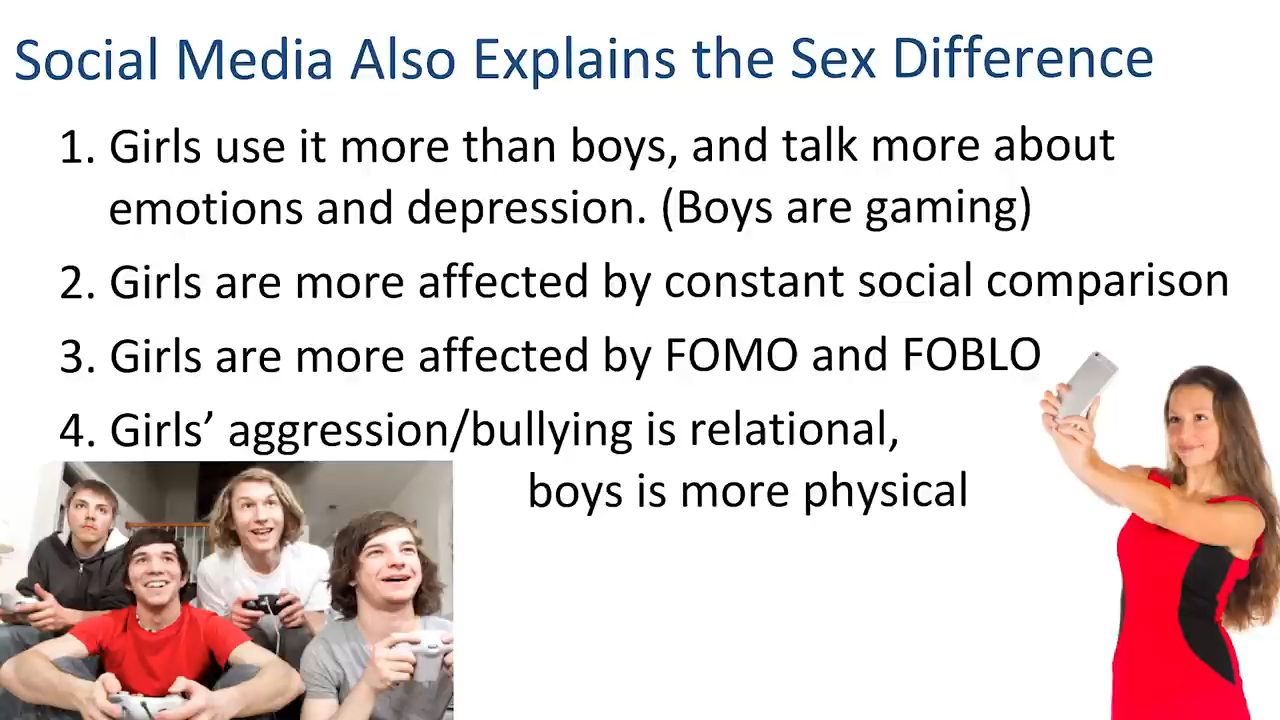 Social Media Also Explains the Sex Difference
1. Girls use it more than boys, and talk more about
emotions and depression. (Boys are gaming)
2. Girls are more affected by constant social comparison
3. Girls are more affected by FOMO and FOBLO
4. Girls’ aggression/bullying is relational,
boys is more physical